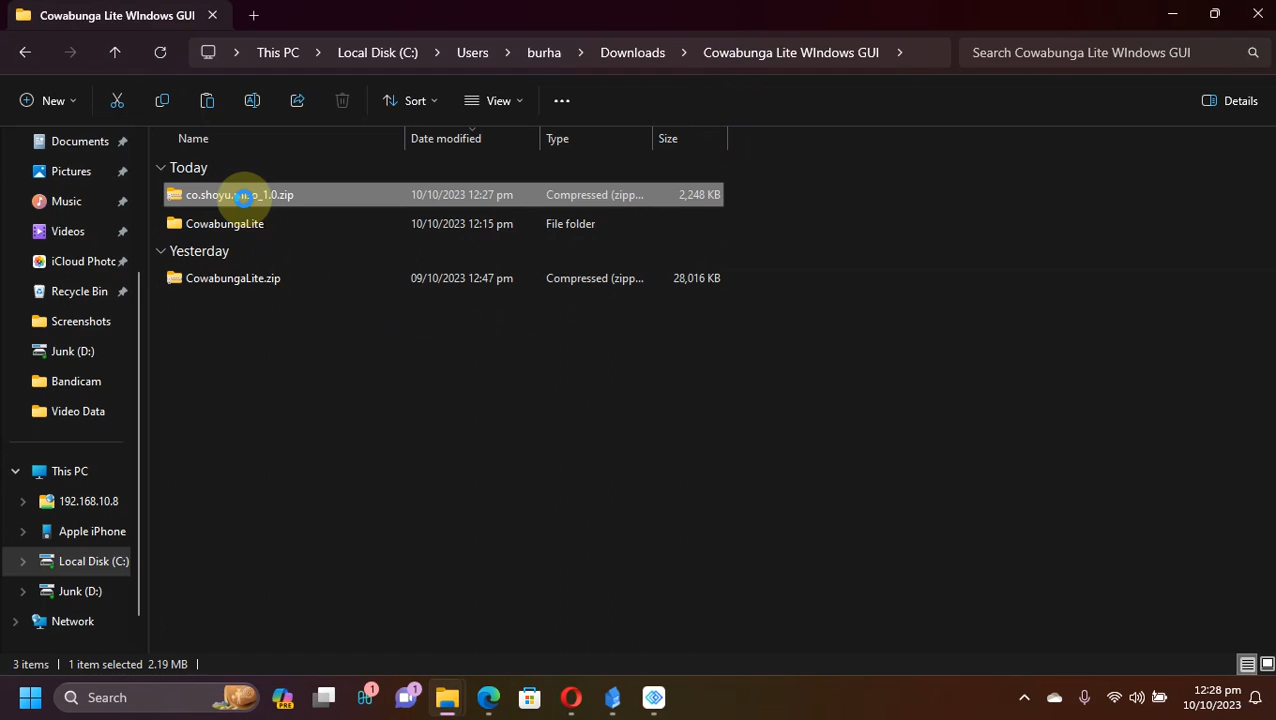 Cowabunga Lite WIndows GUI
This PC
Local Disk (C:)
Users
burha
Downloads
Cowabunga Lite WIndows GUI
Search Cowabunga Lite WIndows GUI
New
Sort
View
Details
Documents
Pictures
Music
Videos
iCloud Photc
Recycle Bin
Screenshots
Junk (D:)
Bandicam
Video Data
This PC
192.168.10.8
Apple iPhone
Local Disk (C:)
Junk (D:)
Network
Name
Date modified
Type
Size
Today
10/10/2023 12:27 pm
Compressed (zipp...
2,248 KB
CowabungaLite
10/10/2023 12:15 pm
File folder
Yesterday
CowabungaLite.zip
09/10/2023 12:47 pm
Compressed (zipp...
28,016 KB
3 items
1 item selected 2.19 MB
Search
PRE
1
1
12:28 pm
10/10/2023